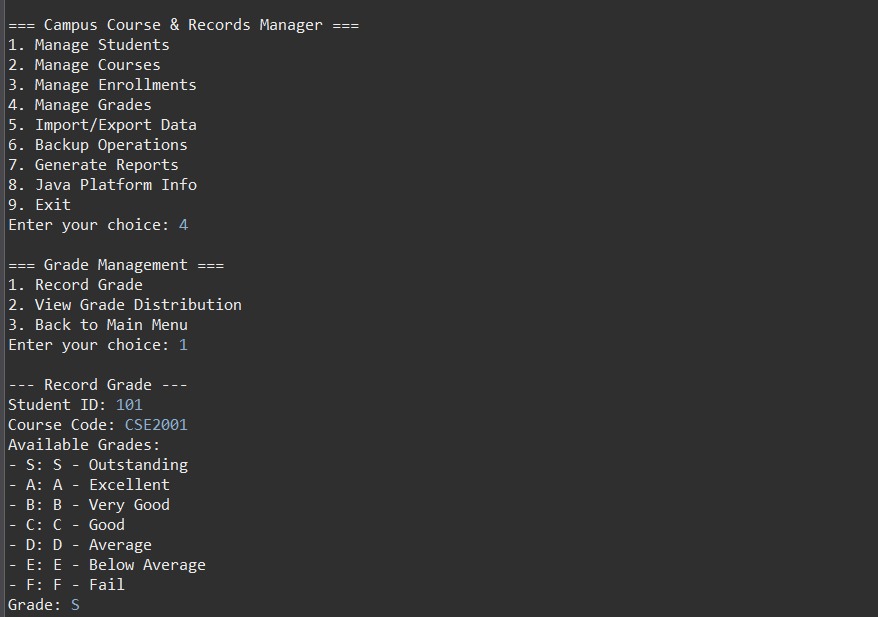 === Campus Course & Records Manager ===
1. Manage Students
2. Manage Courses
3. Manage Enrollments
4. Manage Grades
5. Import/Export Data
6. Backup Operations
7. Generate Reports
8. Java Platform Info
9. Exit
Enter your choice: 4
=== Grade Management ===
1. Record Grade
2. View Grade Distribution
3. Back to Main Menu
Enter your choice: 1
--- Record Grade ---
Student ID: 101
Course Code: CSE2001
Available Grades:
- S: S - Outstanding
- A: A - Excellent
- B: B - Very Good
- C: C - Good
- D: D - Average
- E: E - Below Average
- F: F - Fail
Grade: S